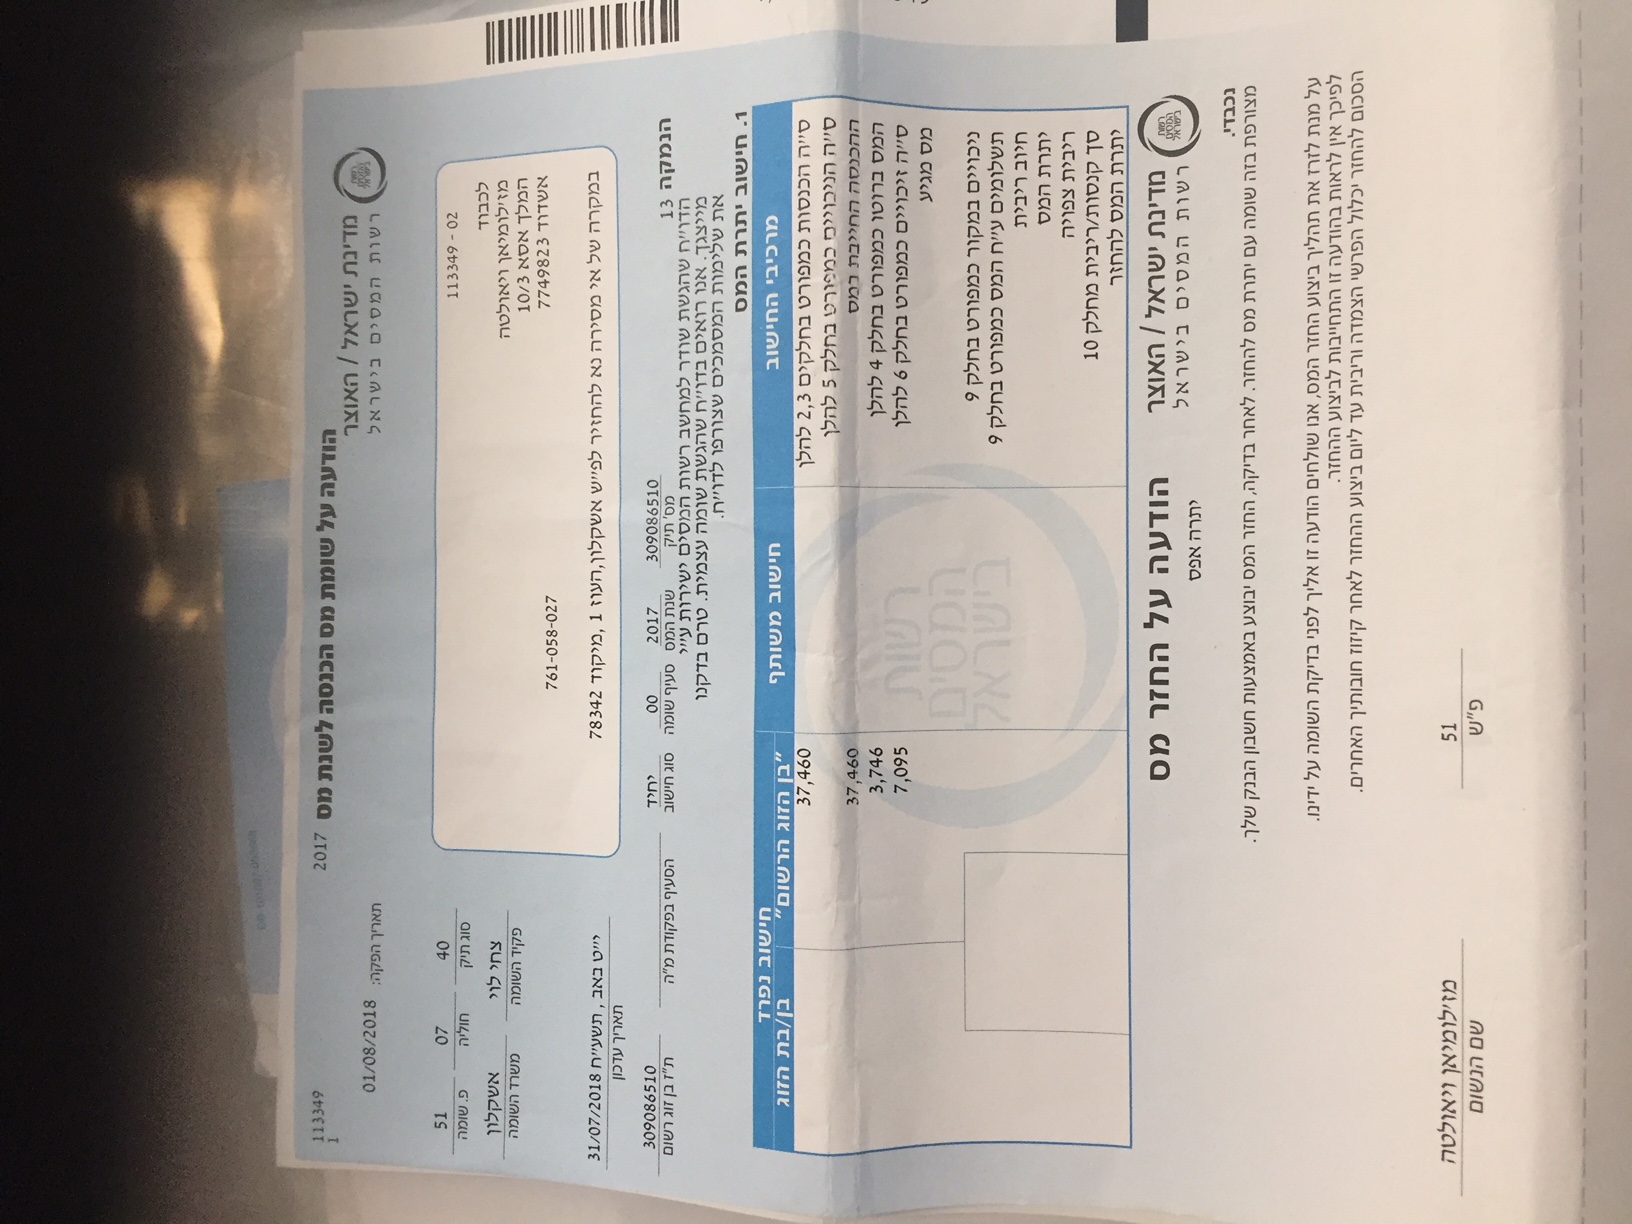 113349
1
הודעה על שומת מס הכנסה לשנת מס 2017
מדינת ישראל / האוצר
רשות המסים בישראל
רשות
המסים
בישראל
תאריך הפקה: 01/08/2018
40 07 51
סוג תיק חוליה פ. שומה
צחי לוי אשקלון
פקיד השומה משרד השומה
י״ט באב , תשע״ח 31/07/2018
תאריך עדכון
113349 - 02
לכבוד
מז׳לומיאן ויאולטה
המלך אסא 10/3
אשדוד 7749823
761-058-027
במקרה של אי מסירה נא להחזיר לפ״ש אשקלון,העוז 1 ,מיקוד 78342
309086510 2017 00 יחיד 309086510
מס׳ תיק שנת המס סעיף שומה סוג חישוב הסעיף בפקודת מ״ה ת״ז בן זוג רשום
הנמקה 13
הדו״ח שהגשת שודר למחשב רשות המסים ישירות ע״י
מייצגך. אנו רואים בדו״ח שהגשת שומה עצמית. טרם בדקנו
את שלימות המסמכים שצורפו לדו״ח.
1. חישוב יתרת המס
מרכיבי החישוב חישוב משותף חישוב נפרד
"בן הזוג הרשום" בן/בת הזוג
ס״ה הכנסות כמפורט בחלקים 2,3 להלן 37,460
ס״ה הניכויים כמפורט בחלק 5 להלן
ההכנסה החייבת במס 37,460
המס ברוטו כמפורט בחלק 4 להלן 3,746
ס״ה זיכויים כמפורט בחלק 6 להלן 7,095
מס מגיע
ניכויים במקור כמפורט בחלק 9
תשלומים ע״ח המס כמפורט בחלק 9
חיוב ריבית
יתרת המס
ריבית צפויה
סך קנסות/ריבית מחלק 10
יתרת המס להחזר
רשות
המסים
בישראל
מדינת ישראל / האוצר
רשות המסים בישראל
רשות
המסים
בישראל
הודעה על החזר מס
יתרה אפס
נכבדי.
מצורפת בזה שומה עם יתרת מס להחזר. לאחר בדיקה, החזר המס יבוצע באמצעות חשבון הבנק שלך.
על מנת לזרז את תהליך ביצוע החזר המס, אנו שולחים הודעה זו אליך לפני בדיקת השומה על ידינו.
לפיכך אין לראות בהודעה זו התחייבות לביצוע ההחזר.
הסכום להחזר יכלול הפרשי הצמדה וריבית עד ליום ביצוע ההחזר לאחר קיזוז חובותיך האחרים.
51 מז׳לומיאן ויאולטה
פ"ש שם הנשום